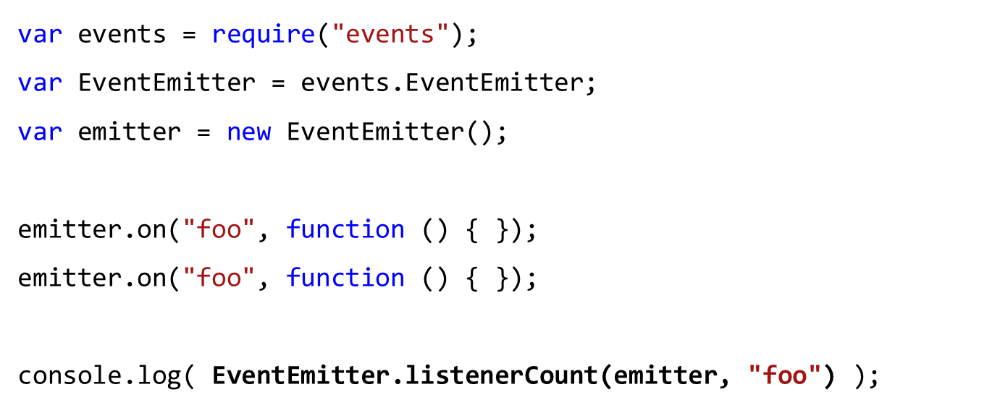 var events = require("events");
var EventEmitter = events.EventEmitter;
var emitter = new EventEmitter();
emitter.on("foo", function () { });
emitter.on("foo", function () { });
console.log( EventEmitter.listenerCount(emitter, "foo") );